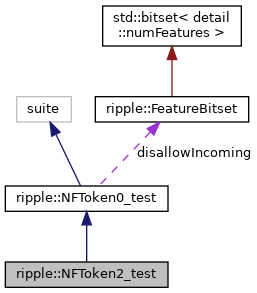 std::bitset< detail
::numFeatures >
suite
ripple::FeatureBitset
disallowIncoming
ripple::NFToken0_test
ripple::NFToken2_test